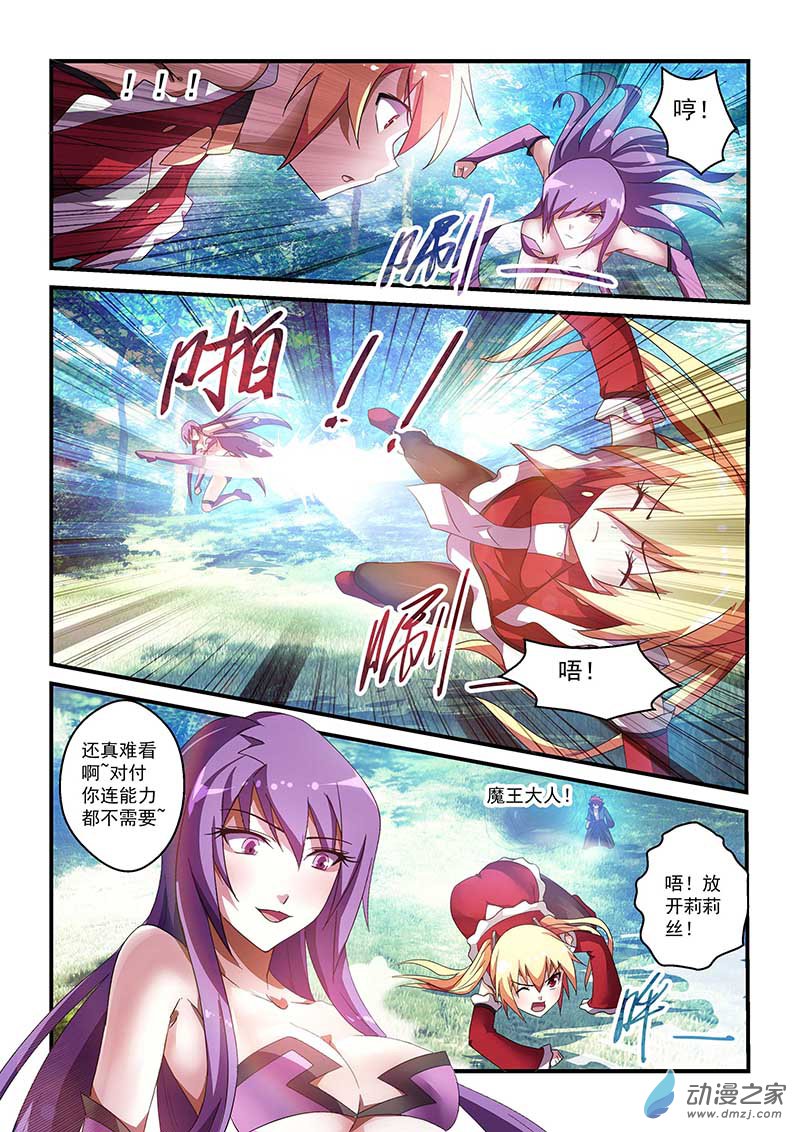 !!!
哼！
唰
啪!!
唰
唔！
还真难看
啊~对付
你连能力
都不需要~
魔王大人！
唔！放
开莉莉
丝！
动漫之家
www.dmzj.com